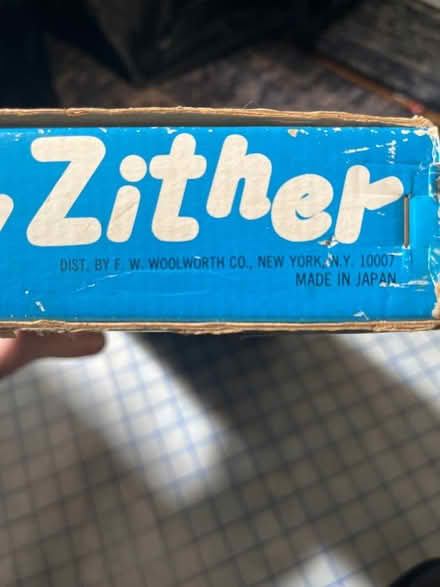 Zither
DIST. BY F. W. WOOLWORTH CO., NEW YORK, N.Y. 10007
MADE IN JAPAN